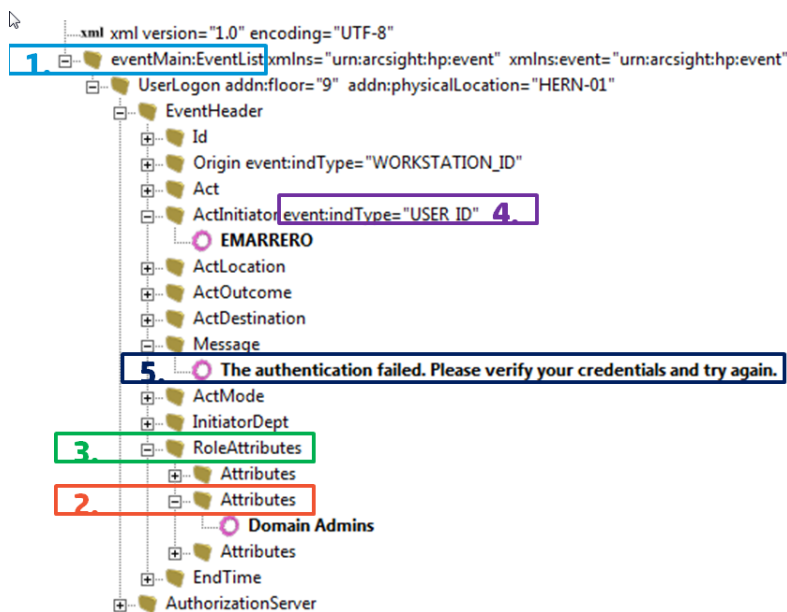 xml xml version="1.0" encoding="UTF-8"
1. eventMain:EventList xmlns="urn:arcsight:hp:event" xmlns:event="urn:arcsight:hp:event"
UserLogon addn:floor="9" addn:physicalLocation="HERN-01"
EventHeader
Id
Origin event:indType="WORKSTATION_ID"
Act
ActInitiator event:indType="USER ID" 4.
EMARRERO
ActLocation
ActOutcome
ActDestination
Message
5. The authentication failed. Please verify your credentials and try again.
ActMode
InitiatorDept
3. RoleAttributes
Attributes
2. Attributes
Domain Admins
Attributes
EndTime
AuthorizationServer